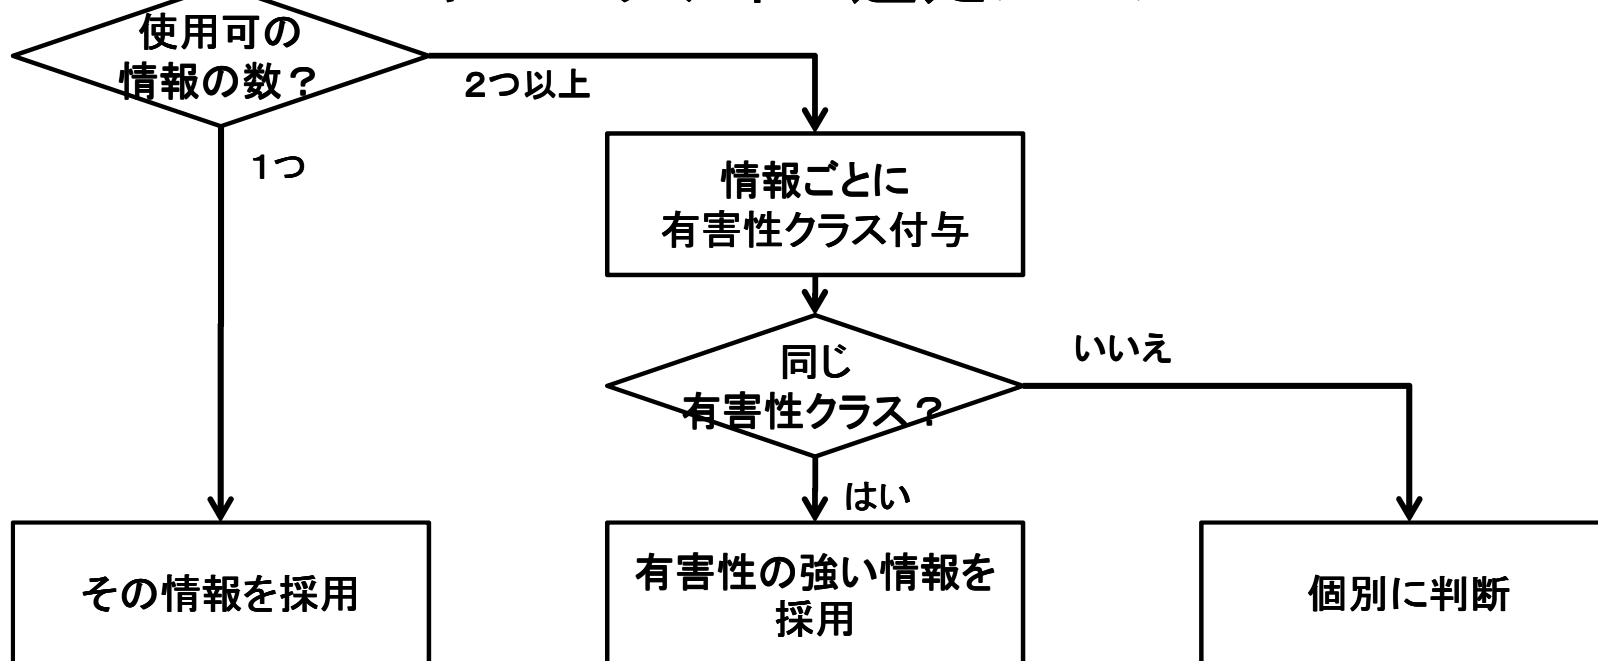 使用可の
情報の数？
2つ以上
1つ
情報ごとに
有害性クラス付与
同じ
有害性クラス？
いいえ
はい
その情報を採用
有害性の強い情報を
採用
個別に判断